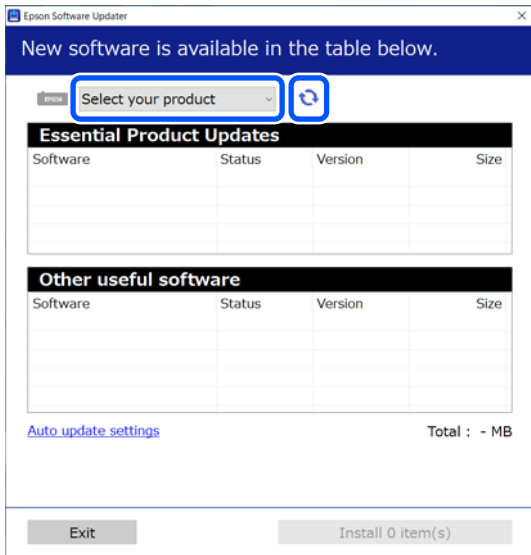 Epson Software Updater
New software is available in the table below.
EPSON
Select your product
Essential Product Updates
Software Status Version Size
Other useful software
Software Status Version Size
Auto update settings
Total : - MB
Exit
Install 0 item(s)